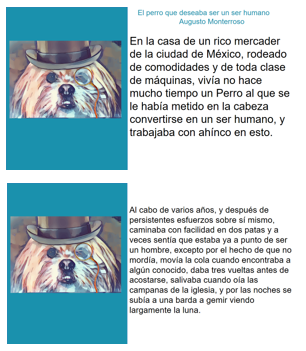 El perro que deseaba ser un ser humano
Augusto Monterroso
En la casa de un rico mercader
de la ciudad de México, rodeado
de comodidades y de toda clase
de máquinas, vivía no hace
mucho tiempo un Perro al que se
le había metido en la cabeza
convertirse en un ser humano, y
trabajaba con ahínco en esto.
Al cabo de varios años, y después de
persistentes esfuerzos sobre sí mismo,
caminaba con facilidad en dos patas y a
veces sentía que estaba ya a punto de ser
un hombre, excepto por el hecho de que no
mordía, movía la cola cuando encontraba a
algún conocido, daba tres vueltas antes de
acostarse, salivaba cuando oía las
campanas de la iglesia, y por las noches se
subía a una barda a gemir viendo
largamente la luna.